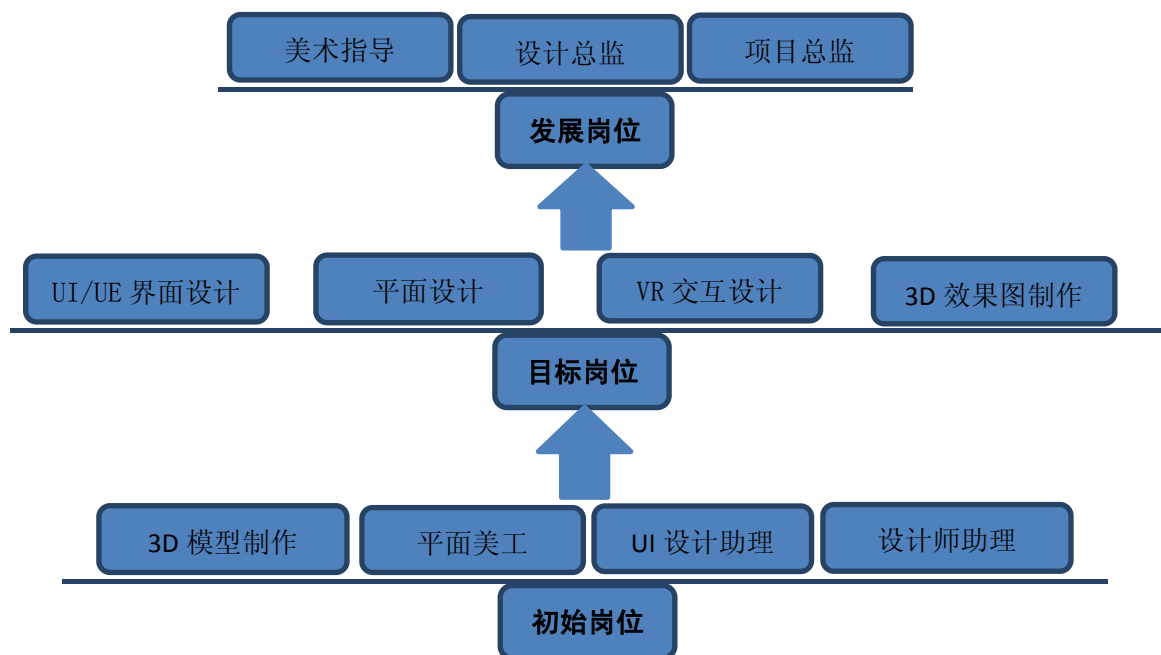 美术指导 设计总监 项目总监
发展岗位
UI/UE 界面设计 平面设计 VR 交互设计 3D 效果图制作
目标岗位
3D 模型制作 平面美工 UI 设计助理 设计师助理
初始岗位